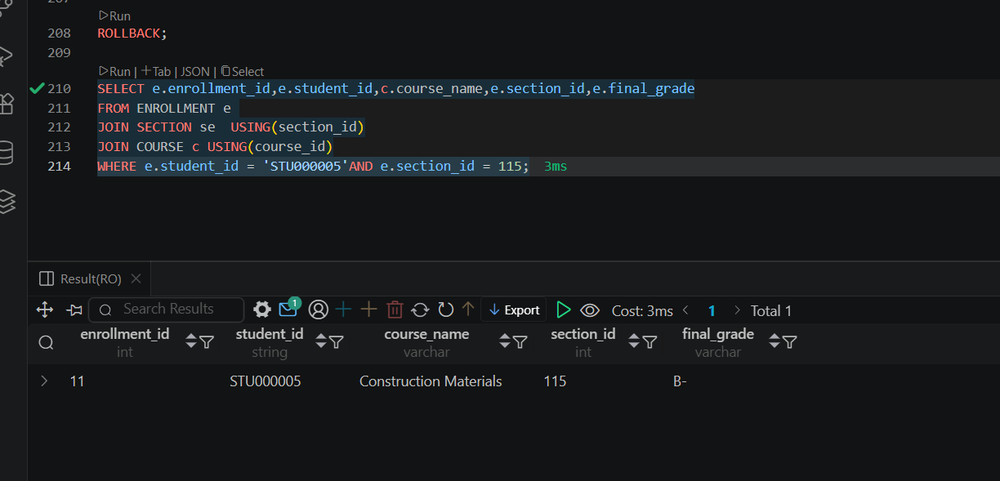 Run
208 ROLLBACK;
209
Run | Tab | JSON | Select
210 SELECT e.enrollment_id,e.student_id,c.course_name,e.section_id,e.final_grade
211 FROM ENROLLMENT e
212 JOIN SECTION se  USING(section_id)
213 JOIN COURSE c USING(course_id)
214 WHERE e.student_id = 'STU000005'AND e.section_id = 115; 3ms
Result(RO)
Search Results 1 Export Cost: 3ms 1 Total 1
enrollment_id student_id course_name section_id final_grade
int string varchar int varchar
11 STU000005 Construction Materials 115 B-